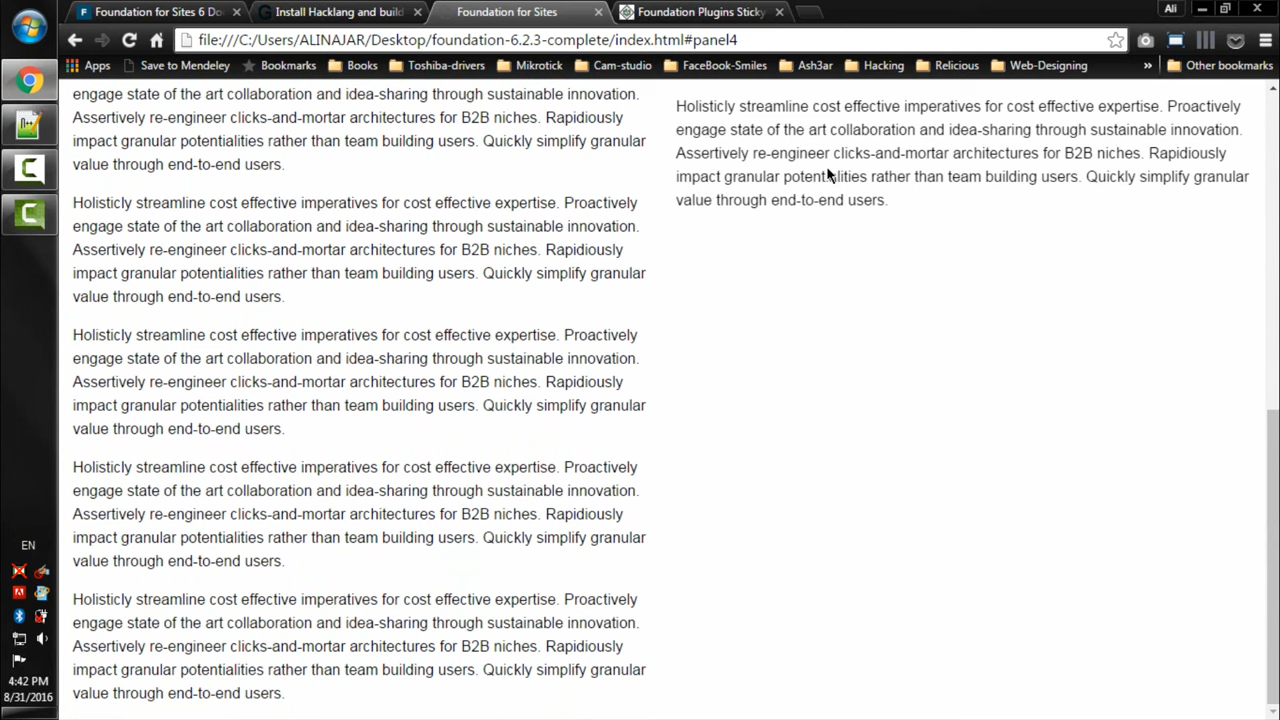 Foundation for Sites 6 Do
Install Hacklang and build
Foundation for Sites
Foundation Plugins Sticky
Ali
file:///C:/Users/ALINAJAR/Desktop/foundation-6.2.3-complete/index.html#panel4
Apps Save to Mendeley Bookmarks Books Toshiba-drivers Mikrotick Cam-studio FaceBook-Smiles Ash3ar Hacking Relicious Web-Designing » Other bookmarks
engage state of the art collaboration and idea-sharing through sustainable innovation.
Assertively re-engineer clicks-and-mortar architectures for B2B niches. Rapidiously
impact granular potentialities rather than team building users. Quickly simplify granular
value through end-to-end users.
Holisticly streamline cost effective imperatives for cost effective expertise. Proactively
engage state of the art collaboration and idea-sharing through sustainable innovation.
Assertively re-engineer clicks-and-mortar architectures for B2B niches. Rapidiously
impact granular potentialities rather than team building users. Quickly simplify granular
value through end-to-end users.
Holisticly streamline cost effective imperatives for cost effective expertise. Proactively
engage state of the art collaboration and idea-sharing through sustainable innovation.
Assertively re-engineer clicks-and-mortar architectures for B2B niches. Rapidiously
impact granular potentialities rather than team building users. Quickly simplify granular
value through end-to-end users.
Holisticly streamline cost effective imperatives for cost effective expertise. Proactively
engage state of the art collaboration and idea-sharing through sustainable innovation.
Assertively re-engineer clicks-and-mortar architectures for B2B niches. Rapidiously
impact granular potentialities rather than team building users. Quickly simplify granular
value through end-to-end users.
Holisticly streamline cost effective imperatives for cost effective expertise. Proactively
engage state of the art collaboration and idea-sharing through sustainable innovation.
Assertively re-engineer clicks-and-mortar architectures for B2B niches. Rapidiously
impact granular potentialities rather than team building users. Quickly simplify granular
value through end-to-end users.
Holisticly streamline cost effective imperatives for cost effective expertise. Proactively
engage state of the art collaboration and idea-sharing through sustainable innovation.
Assertively re-engineer clicks-and-mortar architectures for B2B niches. Rapidiously
impact granular potentialities rather than team building users. Quickly simplify granular
value through end-to-end users.
EN
4:42 PM
8/31/2016